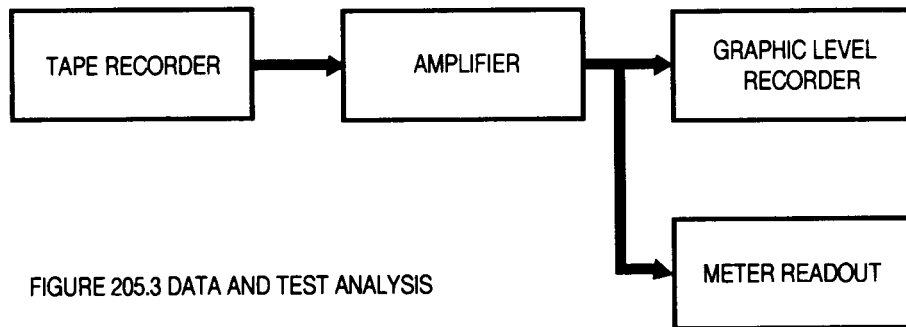 TAPE RECORDER
AMPLIFIER
GRAPHIC LEVEL
RECORDER
METER READOUT
FIGURE 205.3 DATA AND TEST ANALYSIS